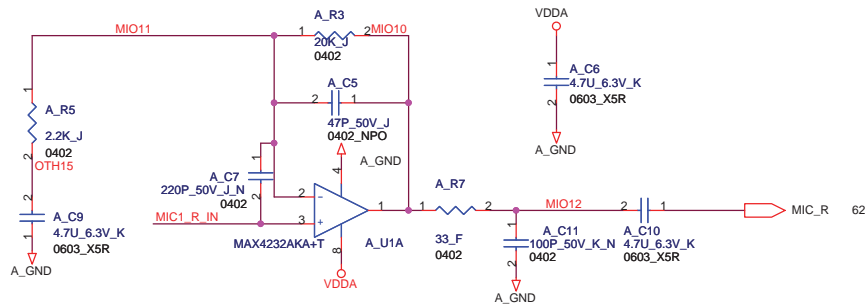 A_R3
MIO11
1
20K_J
2
MIO10
0402
VDDA
1
A_C6
4.7U_6.3V_K
0603_X5R
2
A_GND
1
A_R5
2.2K_J
0402
2
OTH15
A_C5
2
1
47P_50V_J
0402_NPO
A_GND
1
A_C7
220P_50V_J_N
0402
2
4
2
-
MIC1_R_IN
3
+
1
MAX4232AKA+T
A_U1A
8
VDDA
2
A_C9
4.7U_6.3V_K
0603_X5R
1
A_GND
A_R7
1
2
33_F
0402
MIO12
2
1
MIC_R
62
1
A_C11
100P_50V_K_N
0402
2
A_GND
A_C10
4.7U_6.3V_K
0603_X5R